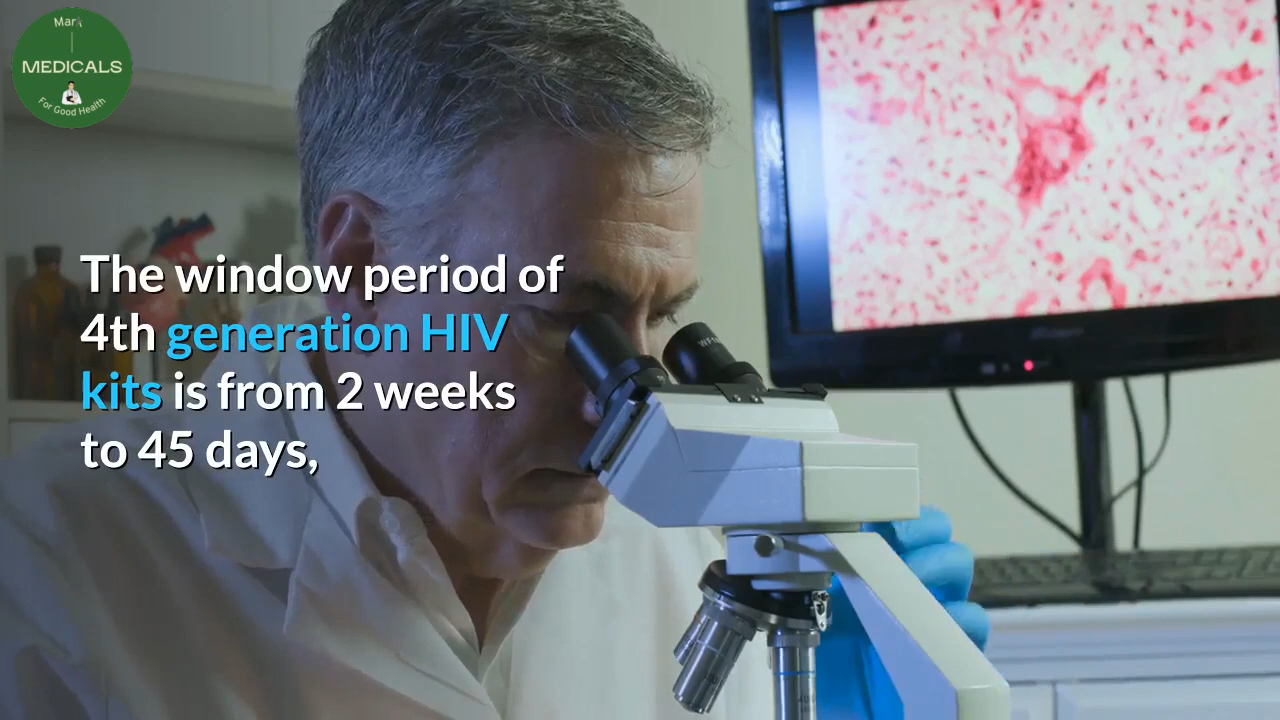 Mark
MEDICALS
For Good Health
The window period of
4th generation HIV
kits is from 2 weeks
to 45 days,